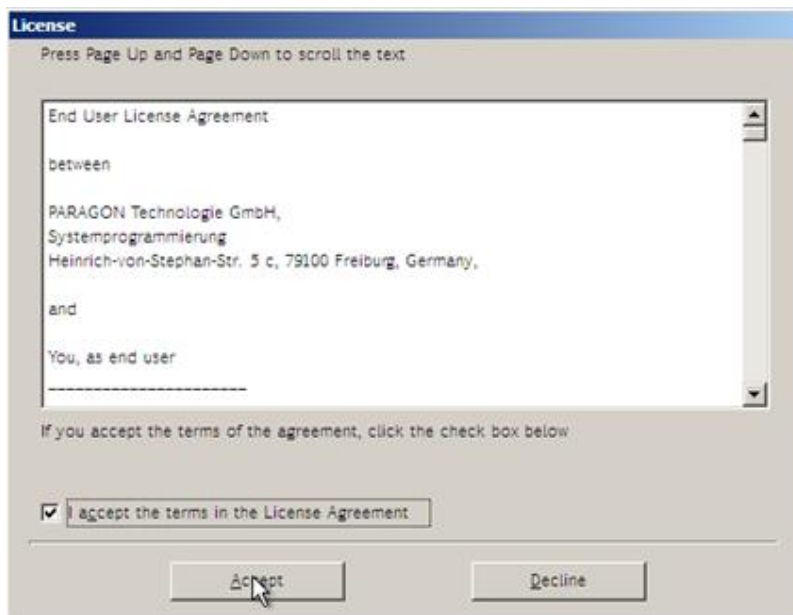 License
Press Page Up and Page Down to scroll the text
End User License Agreement
between
PARAGON Technologie GmbH,
Systemprogrammierung
Heinrich-von-Stephan-Str. 5 c, 79100 Freiburg, Germany,
and
You, as end user
----------------------
If you accept the terms of the agreement, click the check box below
I accept the terms in the License Agreement
Accept Decline